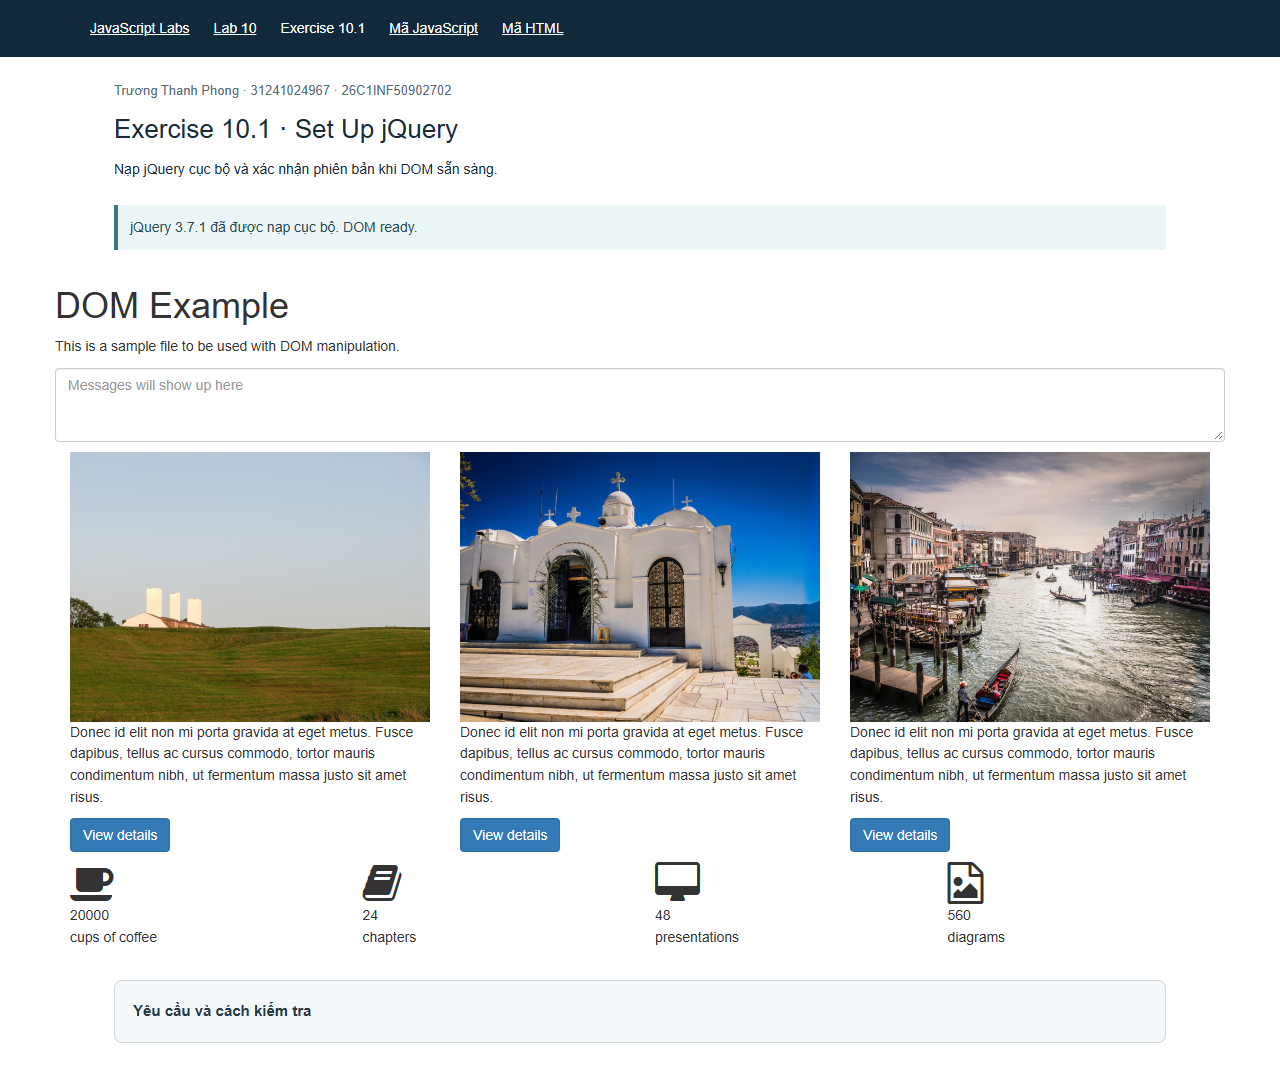 JavaScript Labs Lab 10 Exercise 10.1 Mã JavaScript Mã HTML
Trương Thanh Phong · 31241024967 · 26C1INF50902702
Exercise 10.1 · Set Up jQuery
Nạp jQuery cục bộ và xác nhận phiên bản khi DOM sẵn sàng.
jQuery 3.7.1 đã được nạp cục bộ. DOM ready.
DOM Example
This is a sample file to be used with DOM manipulation.
Messages will show up here
Donec id elit non mi porta gravida at eget metus. Fusce
dapibus, tellus ac cursus commodo, tortor mauris
condimentum nibh, ut fermentum massa justo sit amet
risus.
View details
Donec id elit non mi porta gravida at eget metus. Fusce
dapibus, tellus ac cursus commodo, tortor mauris
condimentum nibh, ut fermentum massa justo sit amet
risus.
View details
Donec id elit non mi porta gravida at eget metus. Fusce
dapibus, tellus ac cursus commodo, tortor mauris
condimentum nibh, ut fermentum massa justo sit amet
risus.
View details
20000
cups of coffee
24
chapters
48
presentations
560
diagrams
Yêu cầu và cách kiểm tra